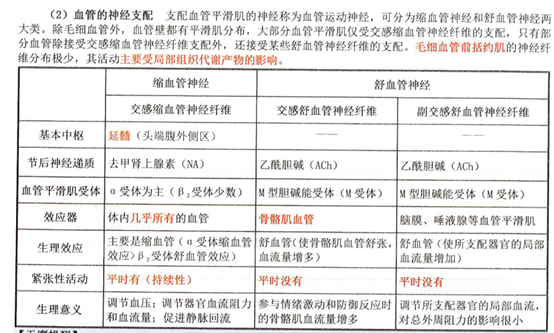 （2）血管的神经支配　支配血管平滑肌的神经称为血管运动神经，可分为缩血管神经和舒血管神经两
大类。除毛细血管外，血管壁都有平滑肌分布，大部分血管平滑肌仅受交感缩血管神经纤维的支配，只有部
分血管除接受交感缩血管神经纤维支配外，还接受某些舒血管神经纤维的支配。毛细血管前括约肌的神经纤
维分布极少，其活动主要受局部组织代谢产物的影响。
缩血管神经 舒血管神经
交感缩血管神经纤维 交感舒血管神经纤维 副交感舒血管神经纤维
基本中枢 延髓（头端腹外侧区） —— ——
节后神经递质 去甲肾上腺素（NA） 乙酰胆碱（ACh） 乙酰胆碱（ACh）
血管平滑肌受体 α受体为主（β₂受体少数） M型胆碱能受体（M受体） M型胆碱能受体（M受体）
效应器 体内几乎所有的血管 骨骼肌血管 脑膜、唾液腺等血管平滑肌
生理效应 主要是缩血管（α受体缩血管
效应>β₂受体舒血管效应） 舒血管（使骨骼肌血管舒张，
血流量增多） 舒血管（使所支配器官的局部
血流量增加）
紧张性活动 平时有（持续性） 平时没有 平时没有
生理意义 调节血压；调节器官血流阻力
和血流量；促进静脉回流 参与情绪激动和防御反应时
的骨骼肌血流量增多 调节所支配器官的局部血流，
对总外周阻力的影响很小